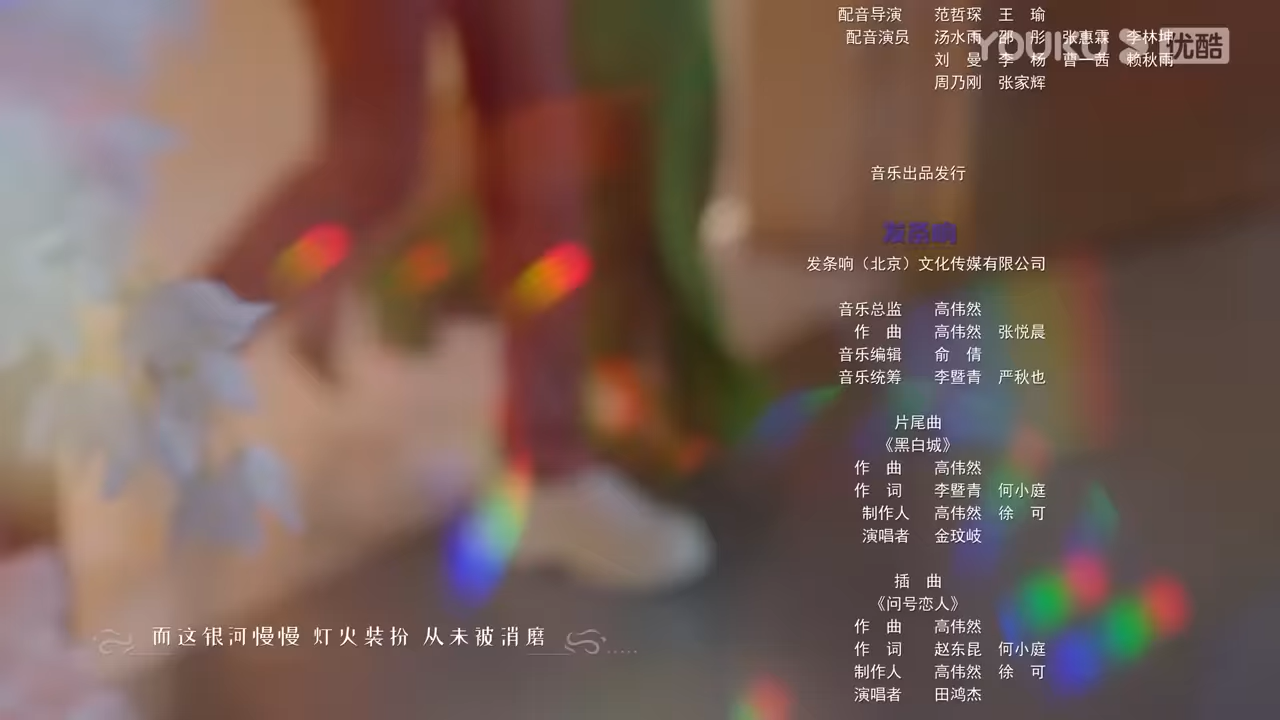 配音导演 范哲琛 王 瑜
配音演员 汤水雨 邵 彤 张惠霖 李林坤
刘 曼 李 杨 曹一茜 赖秋雨
周乃刚 张家辉
YOUKU 优酷
音乐出品发行
发条响
发条响（北京）文化传媒有限公司
音乐总监 高伟然
作 曲 高伟然 张悦晨
音乐编辑 俞 倩
音乐统筹 李暨青 严秋也
片尾曲
《黑白城》
作 曲 高伟然
作 词 李暨青 何小庭
制作人 高伟然 徐 可
演唱者 金玟岐
插 曲
《问号恋人》
作 曲 高伟然
作 词 赵东昆 何小庭
制作人 高伟然 徐 可
演唱者 田鸿杰
而这银河慢慢 灯火装扮 从未被消磨